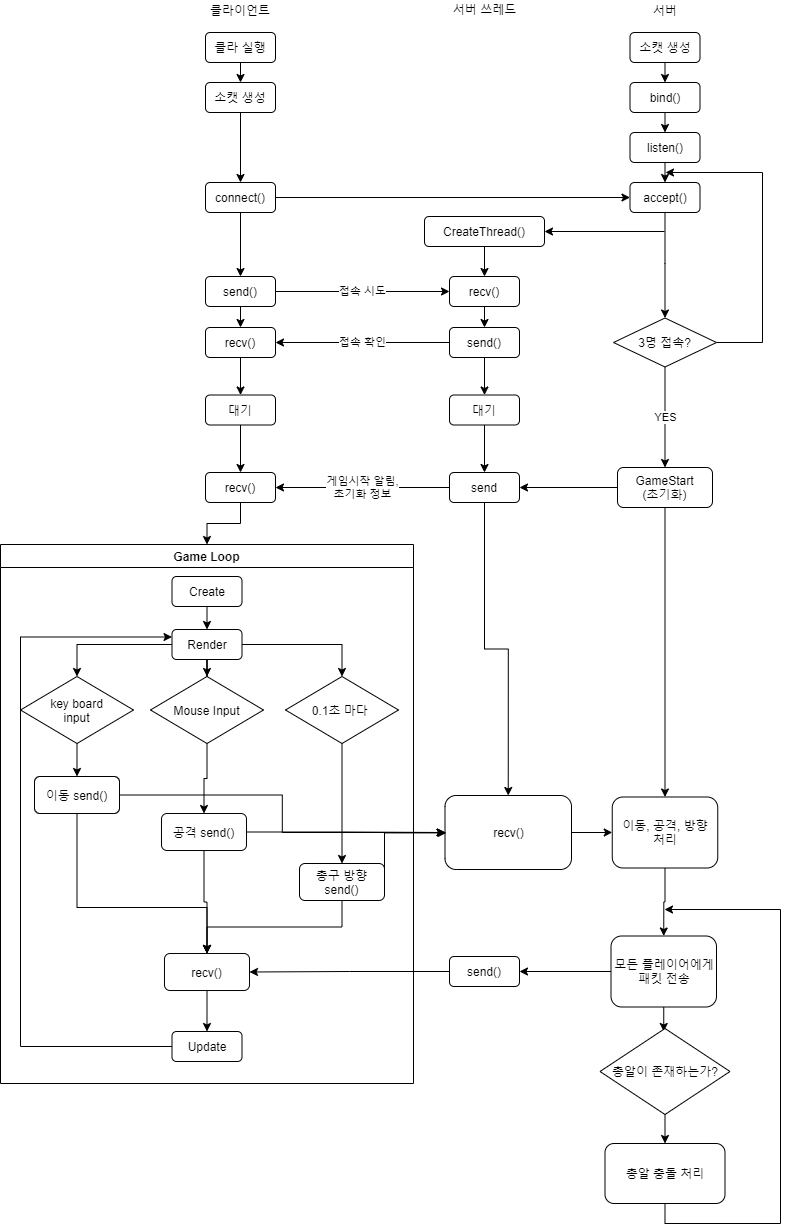 클라이언트
서버 쓰레드
서버
클라 실행
소캣 생성
소캣 생성
bind()
listen()
connect()
accept()
CreateThread()
send()
접속 시도
recv()
recv()
접속 확인
send()
3명 접속?
대기
대기
YES
recv()
게임시작 알림,
초기화 정보
send
GameStart
(초기화)
Game Loop
Create
Render
key board
input
Mouse Input
0.1초 마다
이동 send()
공격 send()
recv()
이동, 공격, 방향
처리
총구 방향
send()
recv()
send()
모든 플레이어에게
패킷 전송
Update
총알이 존재하는가?
총알 충돌 처리